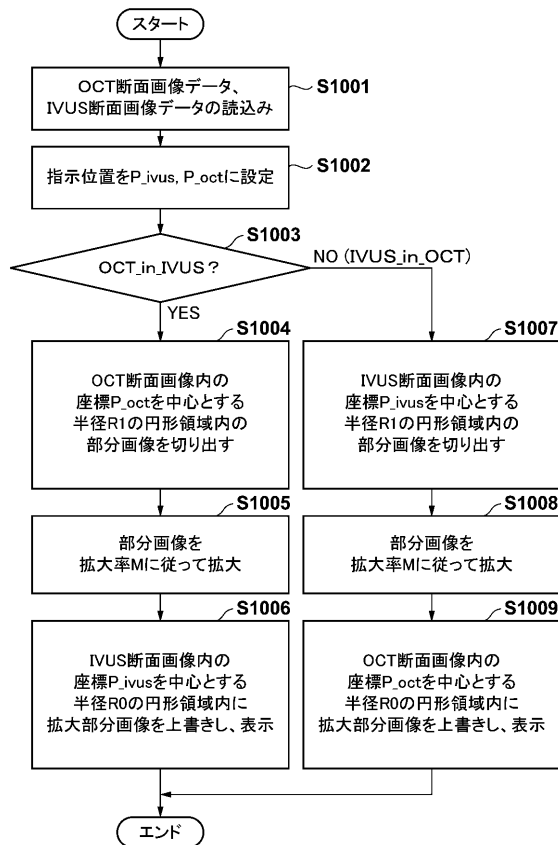 スタート
OCT断面画像データ、
IVUS断面画像データの読込み
S1001
指示位置をP_ivus, P_octに設定
S1002
OCT_in_IVUS？
S1003
NO (IVUS_in_OCT)
YES
S1004
OCT断面画像内の
座標P_octを中心とする
半径R1の円形領域内の
部分画像を切り出す
S1005
部分画像を
拡大率Mに従って拡大
S1006
IVUS断面画像内の
座標P_ivusを中心とする
半径R0の円形領域内に
拡大部分画像を上書きし、表示
S1007
IVUS断面画像内の
座標P_ivusを中心とする
半径R1の円形領域内の
部分画像を切り出す
S1008
部分画像を
拡大率Mに従って拡大
S1009
OCT断面画像内の
座標P_octを中心とする
半径R0の円形領域内に
拡大部分画像を上書きし、表示
エンド